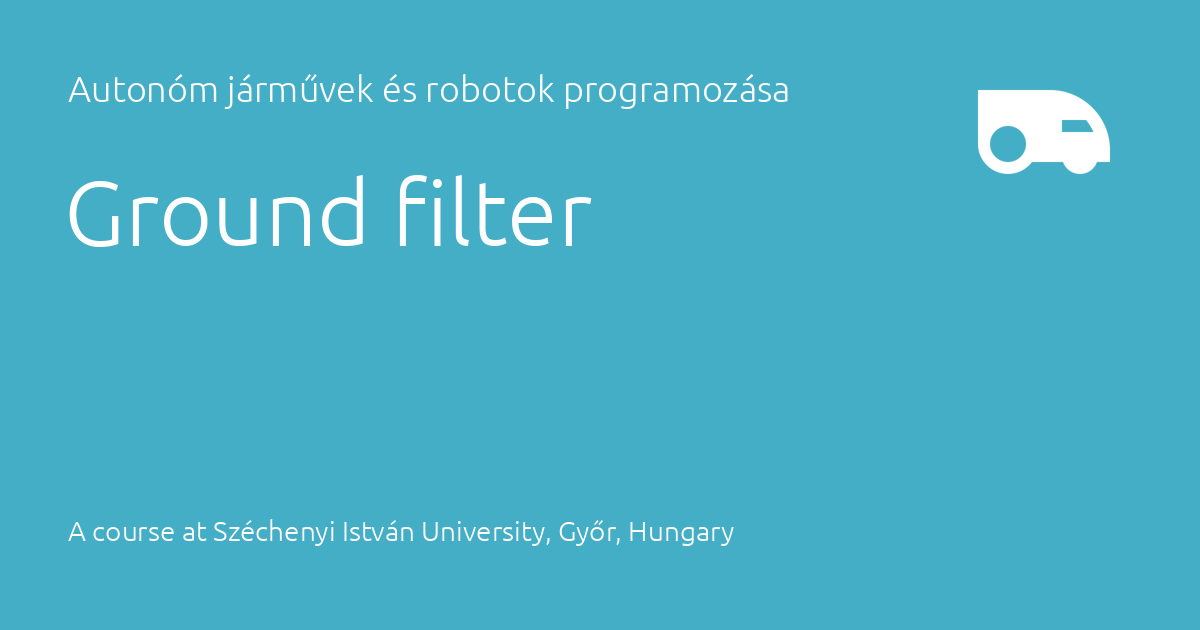 Autonóm járművek és robotok programozása
Ground filter
A course at Széchenyi István University, Győr, Hungary